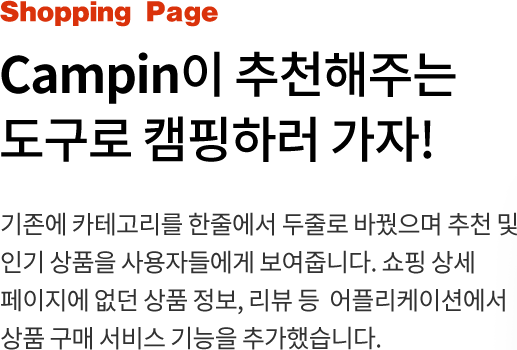 Shopping Page
Campin이 추천해주는
도구로 캠핑하러 가자!
기존에 카테고리를 한줄에서 두줄로 바꿨으며 추천 및
인기 상품을 사용자들에게 보여줍니다. 쇼핑 상세
페이지에 없던 상품 정보, 리뷰 등 어플리케이션에서
상품 구매 서비스 기능을 추가했습니다.